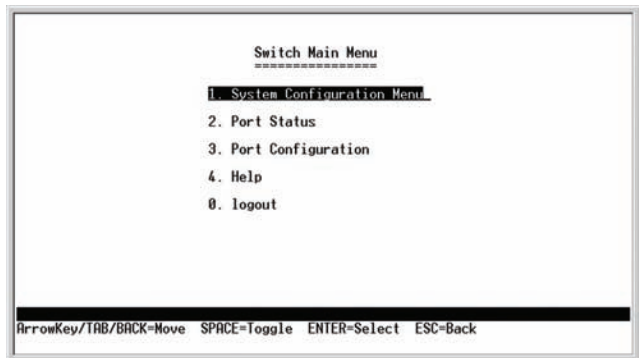 Switch Main Menu
================
1. System Configuration Menu_
2. Port Status
3. Port Configuration
4. Help
0. logout
ArrowKey/TAB/BACK=Move  SPACE=Toggle  ENTER=Select  ESC=Back